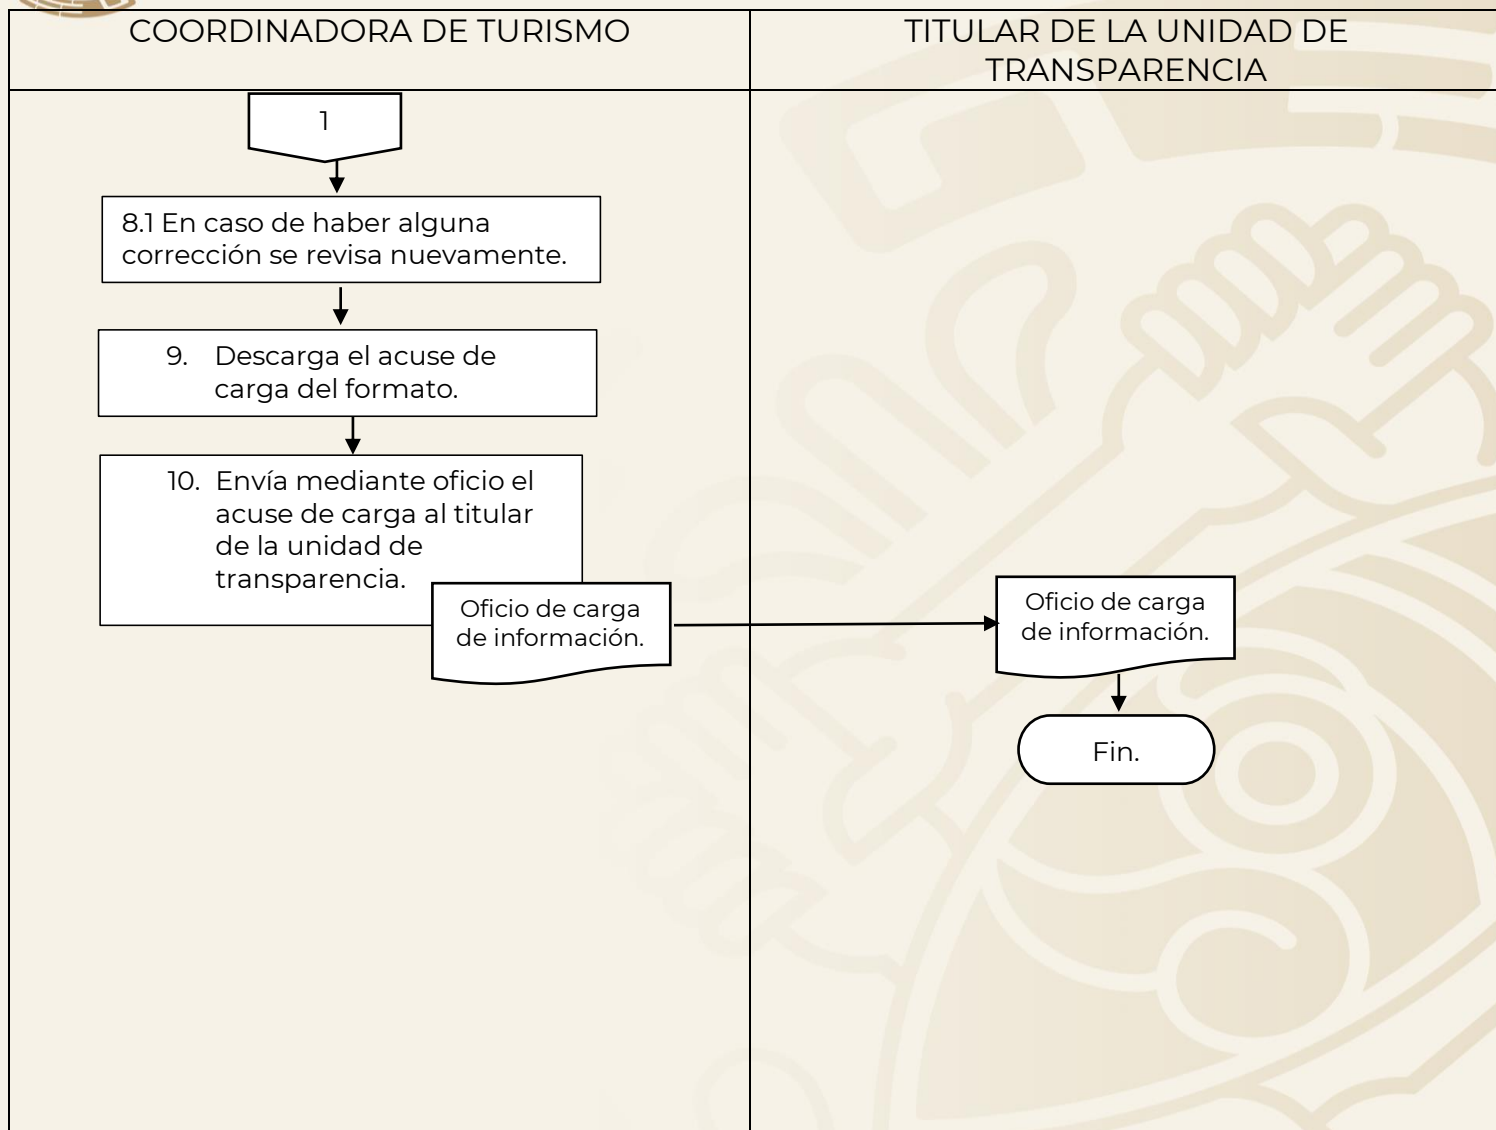 COORDINADORA DE TURISMO
TITULAR DE LA UNIDAD DE
TRANSPARENCIA
1
8.1 En caso de haber alguna
corrección se revisa nuevamente.
9. Descarga el acuse de
carga del formato.
10. Envía mediante oficio el
acuse de carga al titular
de la unidad de
transparencia.
Oficio de carga
de información.
Oficio de carga
de información.
Fin.